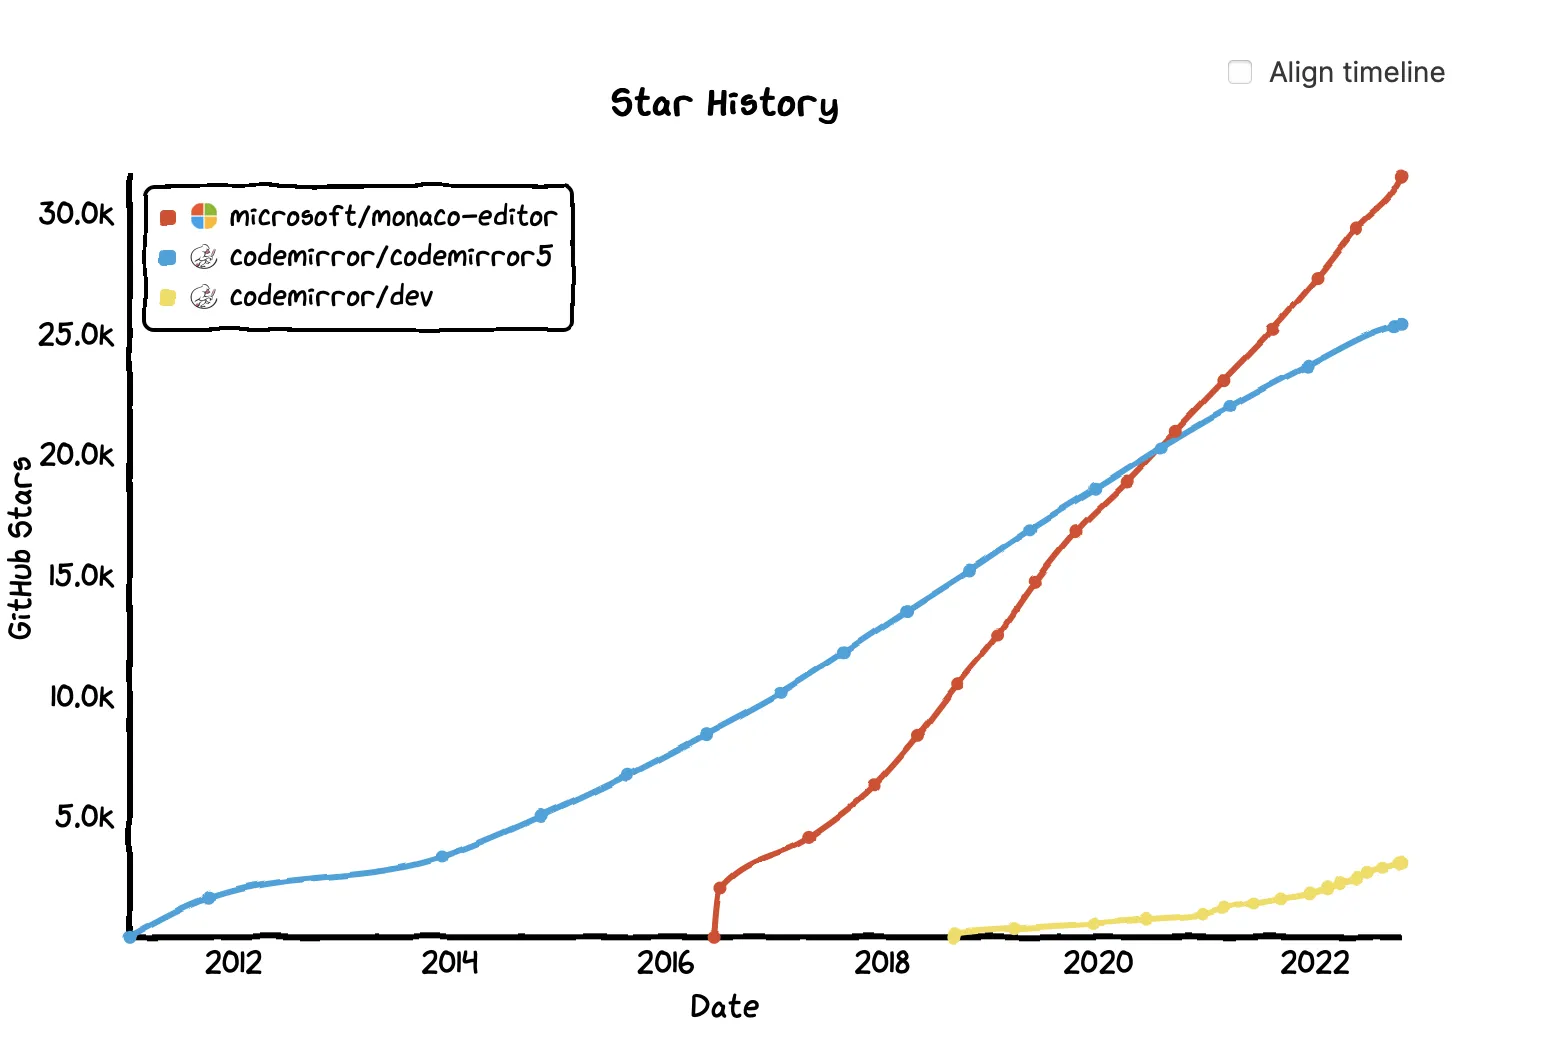 Align timeline
Star History
microsoft/monaco-editor
codemirror/codemirror5
codemirror/dev
30.0K
25.0K
20.0K
15.0K
10.0K
5.0K
GitHub Stars
2012 2014 2016 2018 2020 2022
Date